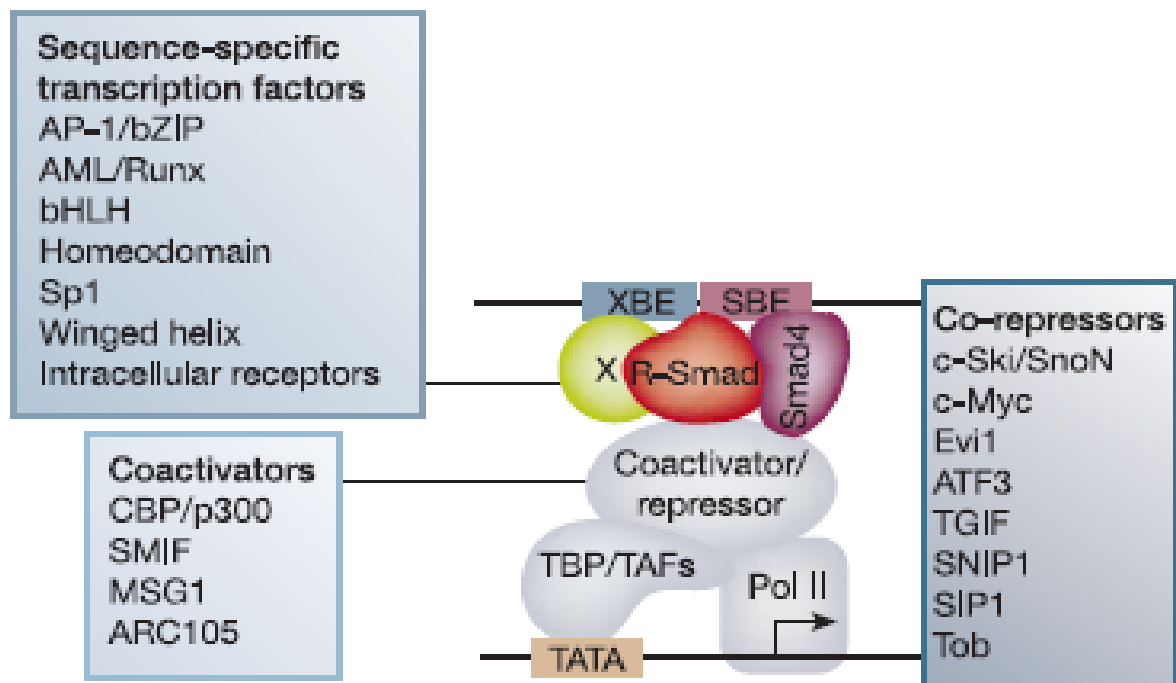 Sequence-specific
transcription factors
AP-1/bZIP
AML/Runx
bHLH
Homeodomain
Sp1
Winged helix
Intracellular receptors
Coactivators
CBP/p300
SMIF
MSG1
ARC105
XBE
SBE
X
R-Smad
Smad4
Coactivator/
repressor
TBP/TAFs
Pol II
TATA
Co-repressors
c-Ski/SnoN
c-Myc
Evi1
ATF3
TGIF
SNIP1
SIP1
Tob